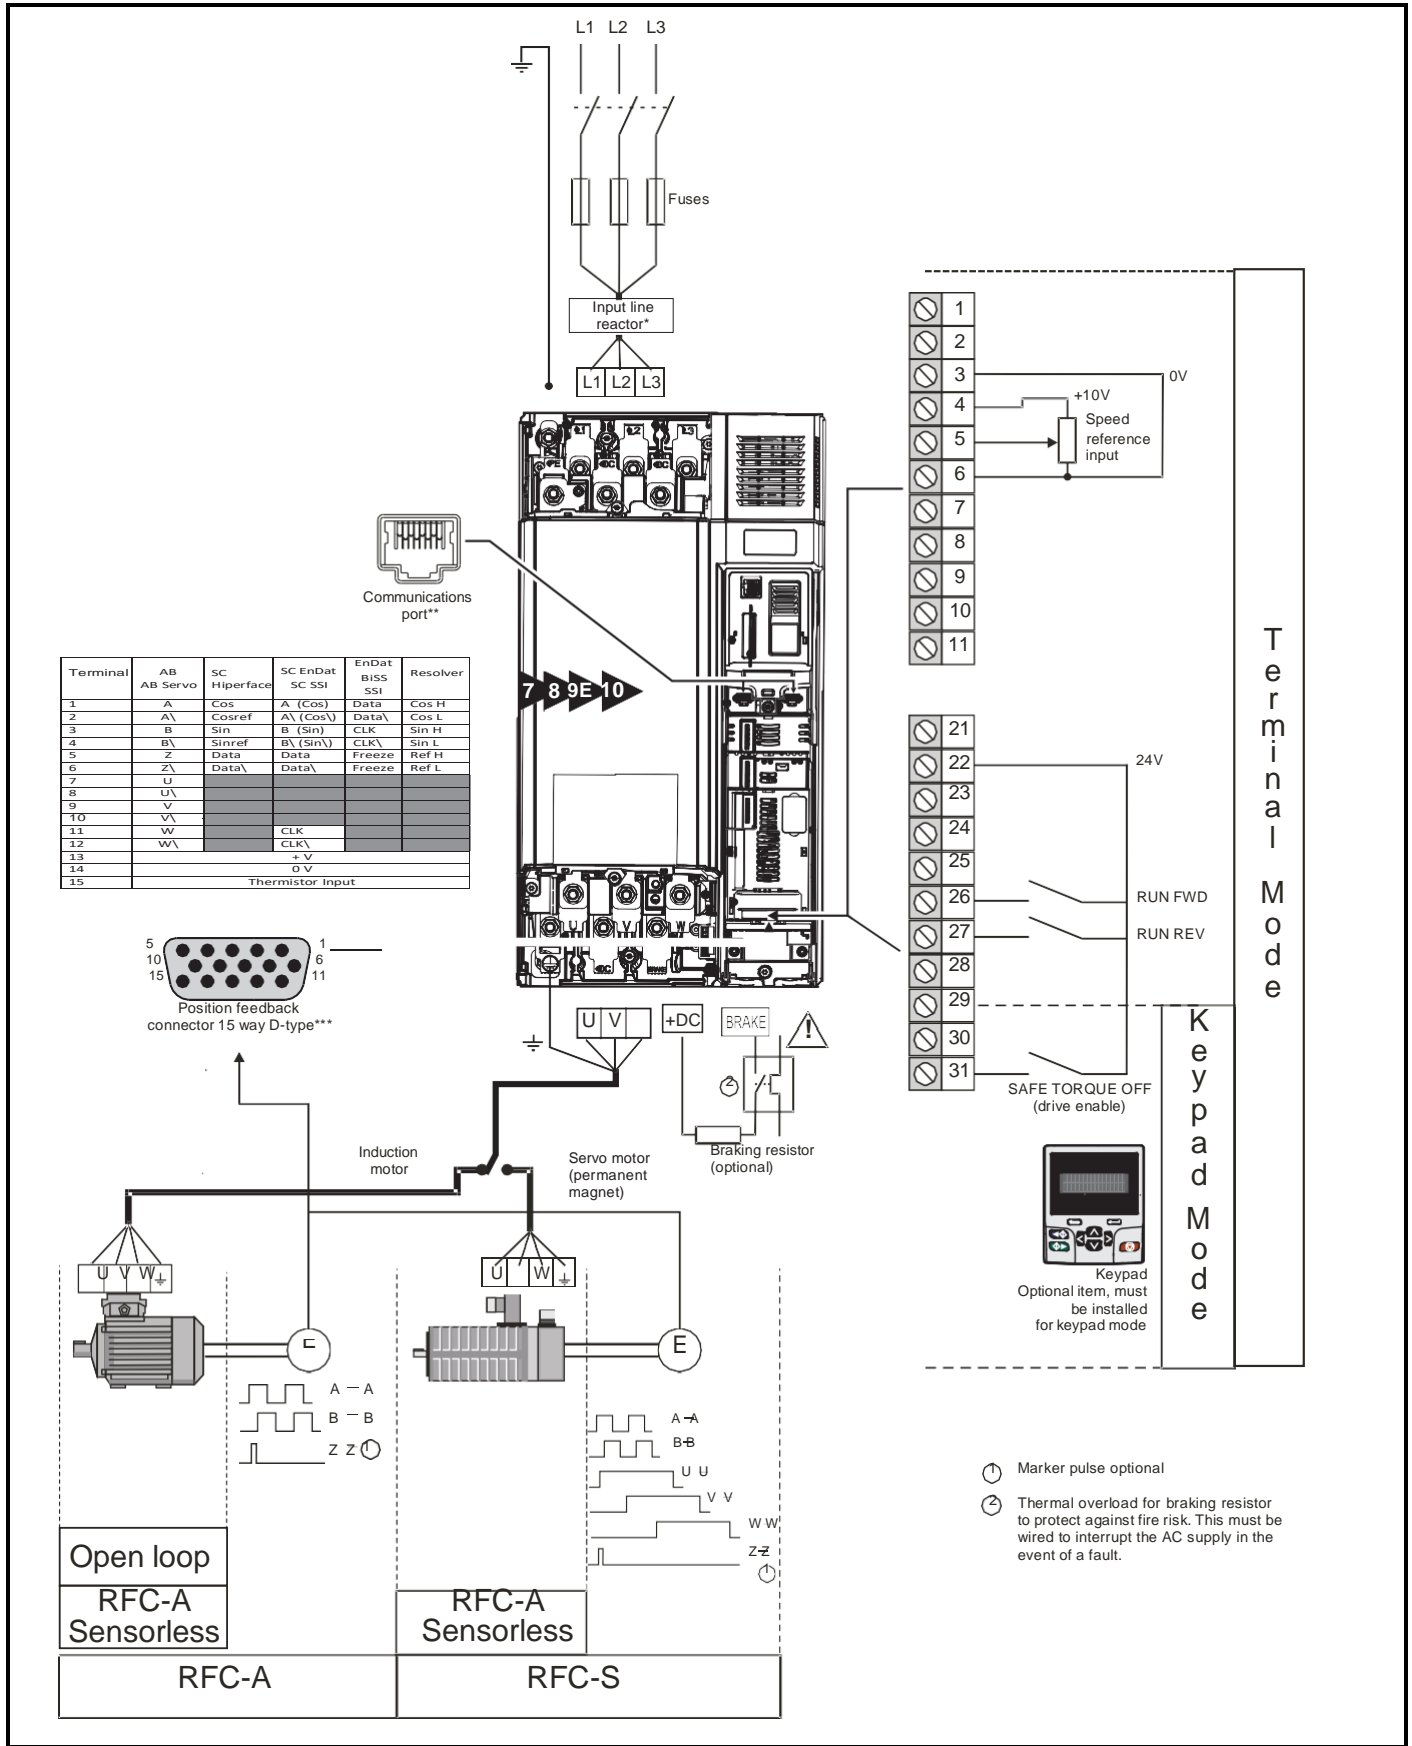 L1 L2 L3
Fuses
Input line
reactor*
L1 L2 L3
L1 L2 L3
1
2
3
4
5
6
7
8
9
10
11
0V
+10V
Speed
reference
input
Communications
port**
7 8 9E 10
Terminal AB AB Servo SC Hiperface SC EnDat SC SSI EnDat BiSS SSI Resolver
1 A Cos A (Cos) Data Cos H
2 A\ Cosref A\ (Cos\) Data\ Cos L
3 B Sin B (Sin) CLK Sin H
4 B\ Sinref B\ (Sin\) CLK\ Sin L
5 Z Data Data Freeze Ref H
6 Z\ Data\ Data\ Freeze Ref L
7 U
8 U\
9 V
10 V\
11 W CLK
12 W\ CLK\
13 + V
14 0 V
15 Thermistor Input
21
22
23
24
25
26
27
28
29
30
31
24V
RUN FWD
RUN REV
SAFE TORQUE OFF
(drive enable)
Terminal Mode
Keypad Mode
5 1
10 6
15 11
Position feedback
connector 15 way D-type***
U V W
U V
+DC
BRAKE
!
2
Braking resistor
(optional)
Induction
motor
Servo motor
(permanent
magnet)
U V W
U W
E
Keypad
Optional item, must
be installed
for keypad mode
A A
B B
Z Z 1
A A
B B
U U
V V
W W
Z Z
1
1 Marker pulse optional
2 Thermal overload for braking resistor
to protect against fire risk. This must be
wired to interrupt the AC supply in the
event of a fault.
Open loop
RFC-A
Sensorless
RFC-A
Sensorless
RFC-A
RFC-S